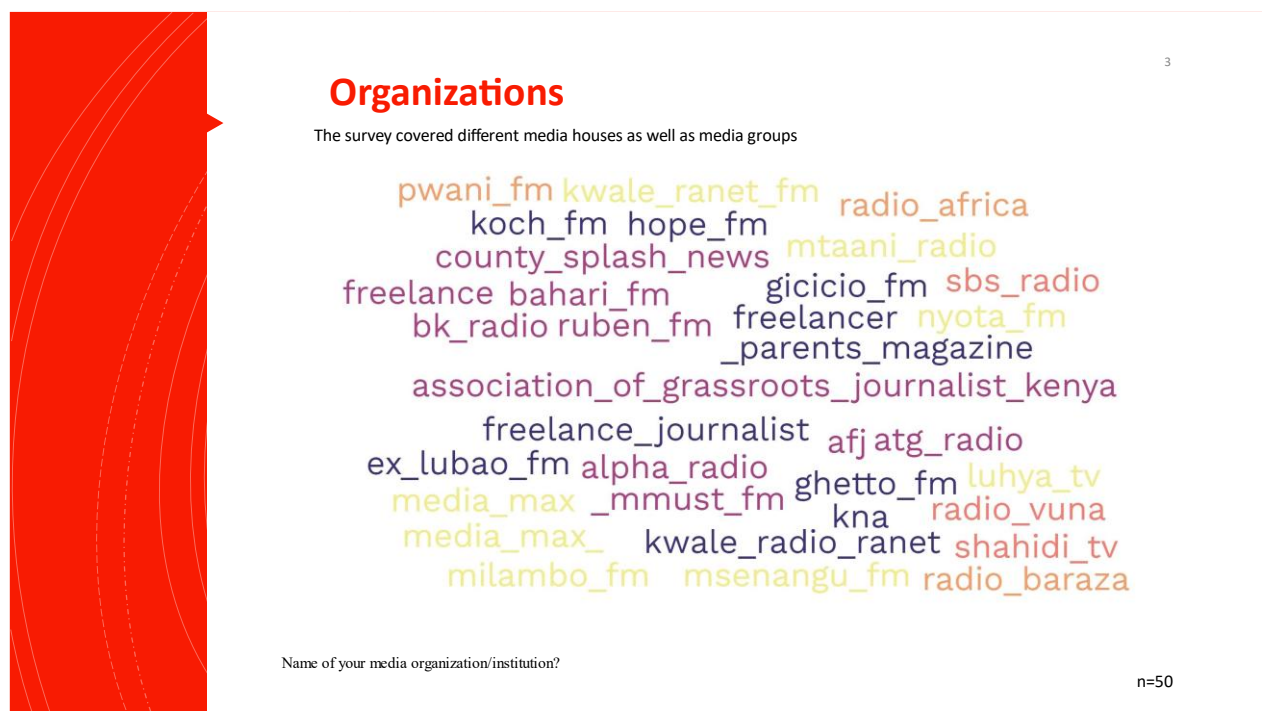 3
Organizations
The survey covered different media houses as well as media groups
pwani_fm kwale_ranet_fm radio_africa
koch_fm hope_fm
county_splash_news mtaani_radio
freelance bahari_fm gicicio_fm sbs_radio
bk_radio ruben_fm freelancer nyota_fm
_parents_magazine
association_of_grassroots_journalist_kenya
freelance_journalist afj atg_radio
ex_lubao_fm alpha_radio ghetto_fm luhya_tv
media_max _mmust_fm kna radio_vuna
media_max_ kwale_radio_ranet shahidi_tv
milambo_fm msenangu_fm radio_baraza
Name of your media organization/institution?
n=50